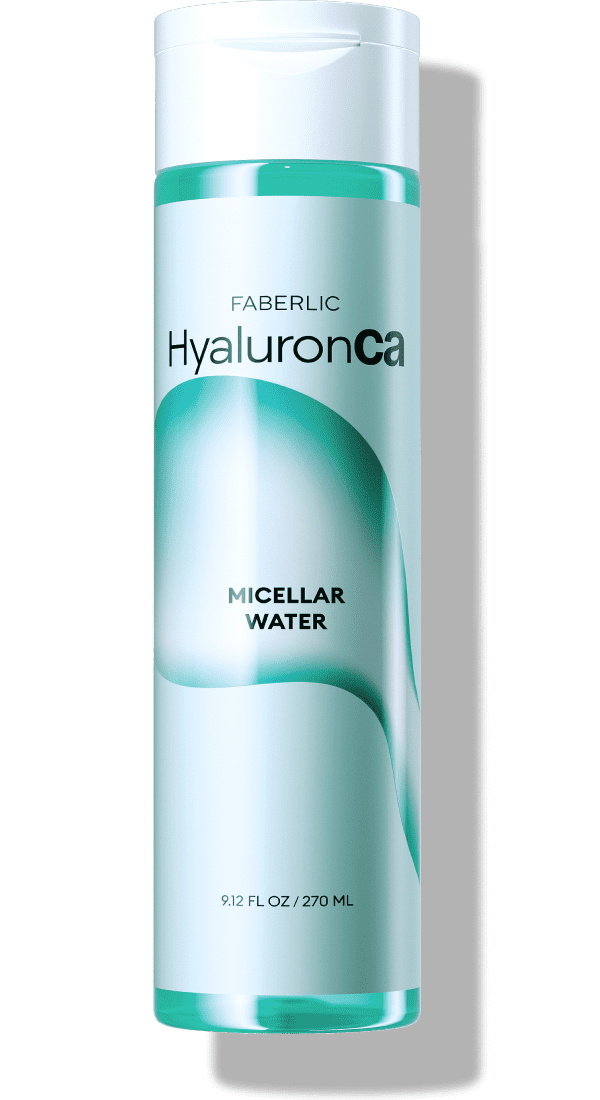 FABERLIC
HyaluronCa
MICELLAR
WATER
9.12 FL OZ / 270 ML